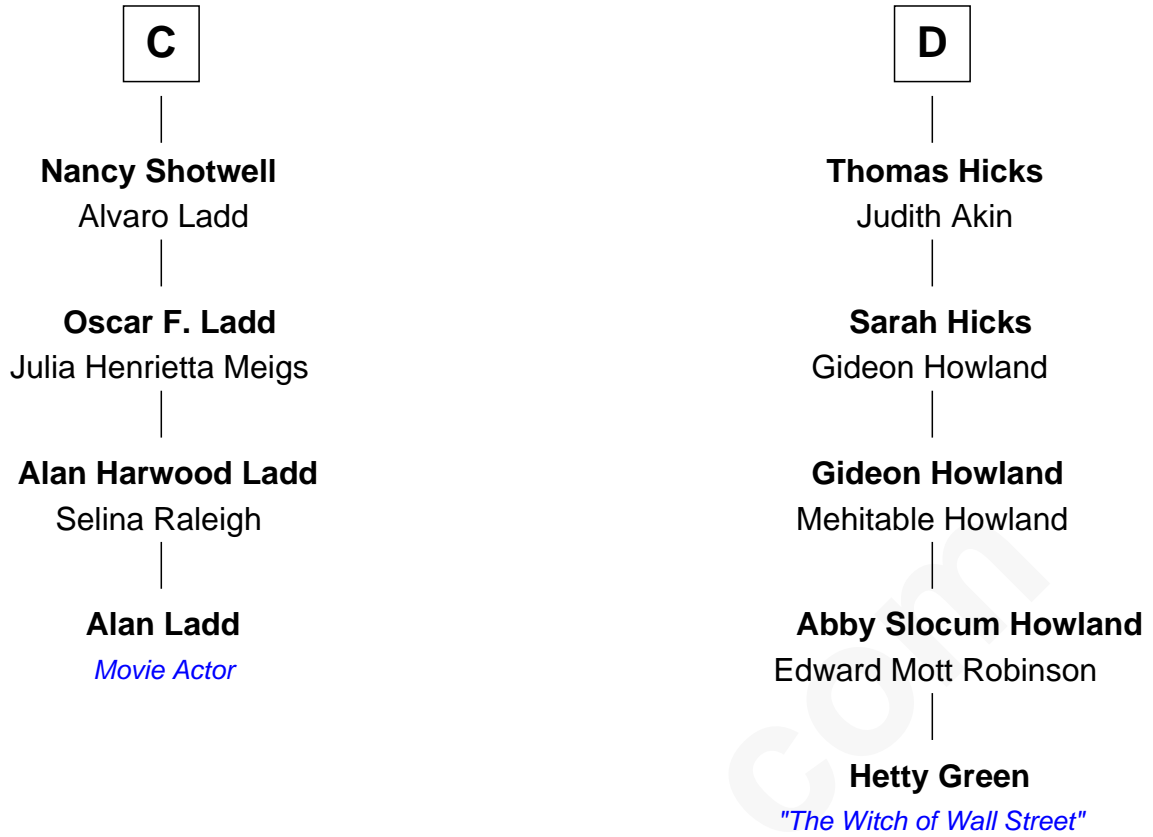 C
Nancy Shotwell
Alvaro Ladd
Oscar F. Ladd
Julia Henrietta Meigs
Alan Harwood Ladd
Selina Raleigh
Alan Ladd
Movie Actor
D
Thomas Hicks
Judith Akin
Sarah Hicks
Gideon Howland
Gideon Howland
Mehitable Howland
Abby Slocum Howland
Edward Mott Robinson
Hetty Green
"The Witch of Wall Street"
com